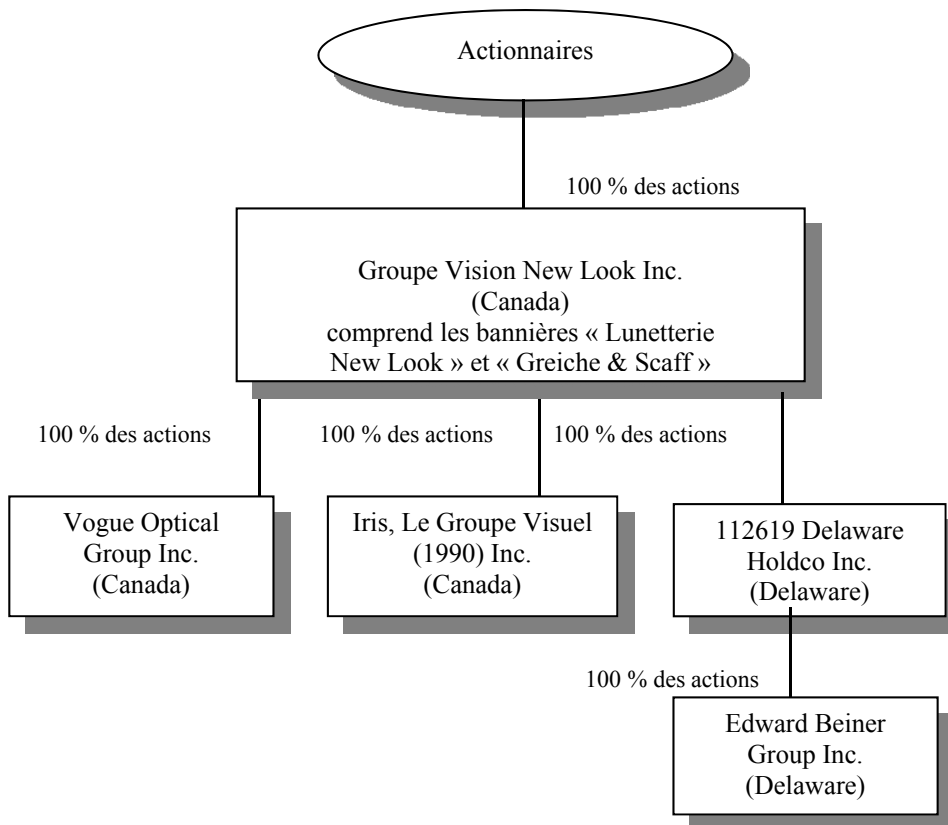 Actionnaires
100 % des actions
Groupe Vision New Look Inc.
(Canada)
comprend les bannières « Lunetterie
New Look » et « Greiche & Scaff »
100 % des actions
100 % des actions
100 % des actions
Vogue Optical
Group Inc.
(Canada)
Iris, Le Groupe Visuel
(1990) Inc.
(Canada)
112619 Delaware
Holdco Inc.
(Delaware)
100 % des actions
Edward Beiner
Group Inc.
(Delaware)